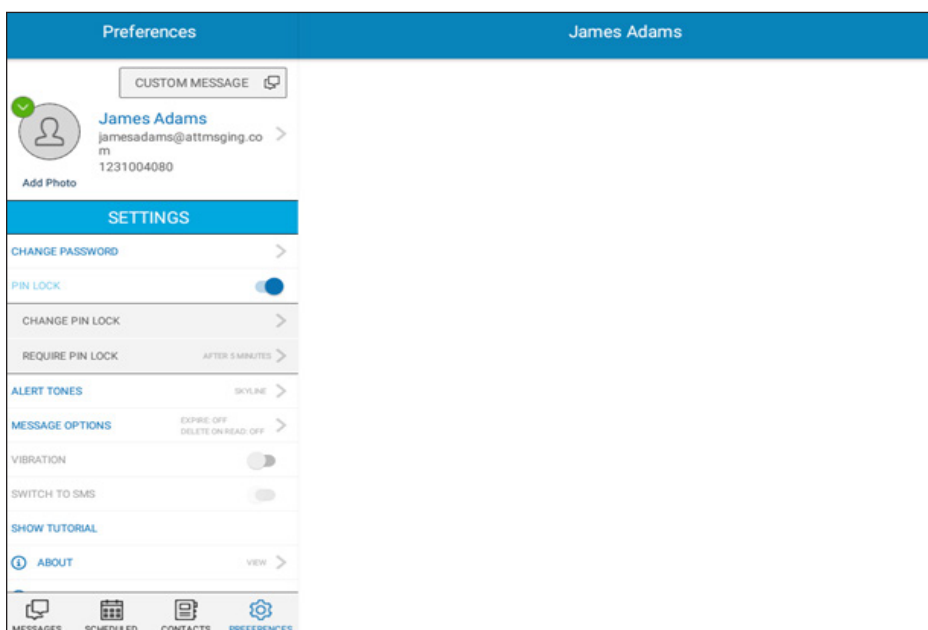 Preferences
James Adams
CUSTOM MESSAGE
James Adams
jamesadams@attmsging.co
m
1231004080
Add Photo
SETTINGS
CHANGE PASSWORD
PIN LOCK
CHANGE PIN LOCK
REQUIRE PIN LOCK AFTER 5 MINUTES
ALERT TONES SKYLINE
MESSAGE OPTIONS EXPIRE: OFF
DELETE ON READ: OFF
VIBRATION
SWITCH TO SMS
SHOW TUTORIAL
ABOUT VIEW
MESSAGES SCHEDULED CONTACTS PREFERENCES